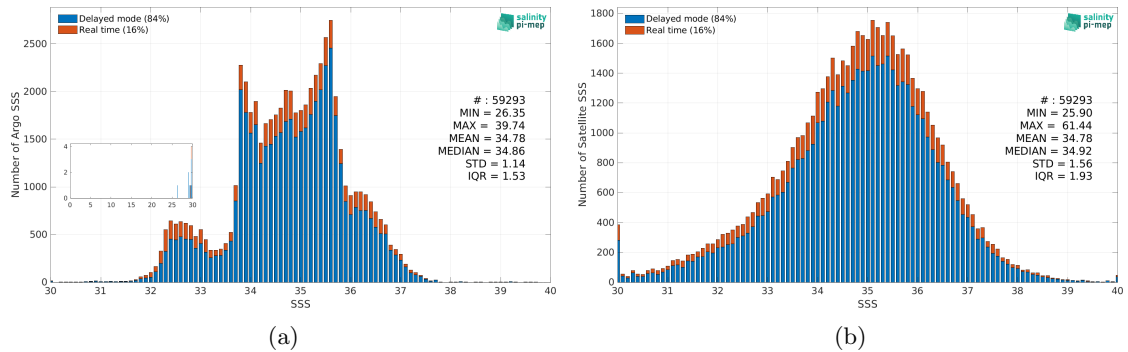 Delayed mode (84%)
Real time (16%)
salinity
pi-mep
2500
2000
1500
1000
500
0
Number of Argo SSS
# : 59293
MIN = 26.35
MAX = 39.74
MEAN = 34.78
MEDIAN = 34.86
STD = 1.14
IQR = 1.53
4
2
0
5 10 15 20 25 30
30 31 32 33 34 35 36 37 38 39 40
SSS
(a)
Delayed mode (84%)
Real time (16%)
salinity
pi-mep
1800
1600
1400
1200
1000
800
600
400
200
0
Number of Satellite SSS
# : 59293
MIN = 25.90
MAX = 61.44
MEAN = 34.78
MEDIAN = 34.92
STD = 1.56
IQR = 1.93
30 31 32 33 34 35 36 37 38 39 40
SSS
(b)